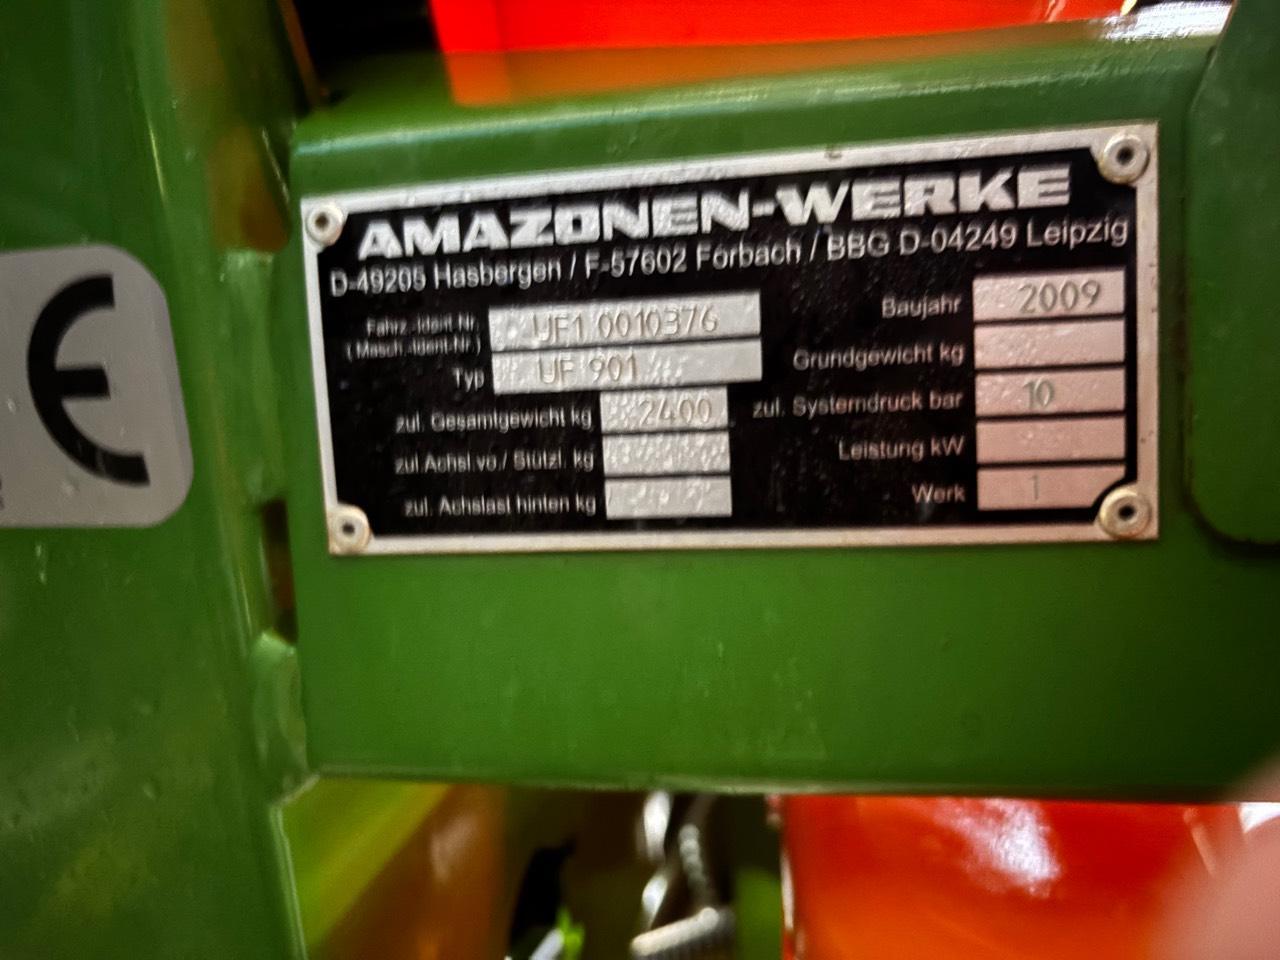 CE
AMAZONEN-WERKE
D-49205 Hasbergen / F-57602 Forbach / BBG D-04249 Leipzig
Fahrz.-Ident-Nr. UF1 0010376
(Masch.-Ident-Nr.)
Typ UF 901
zul. Gesamtgewicht kg 2400
zul Achsl.vo / Stützl. kg
zul. Achslast hinten kg
Baujahr 2009
Grundgewicht kg
zul. Systemdruck bar 10
Leistung kW
Werk 1